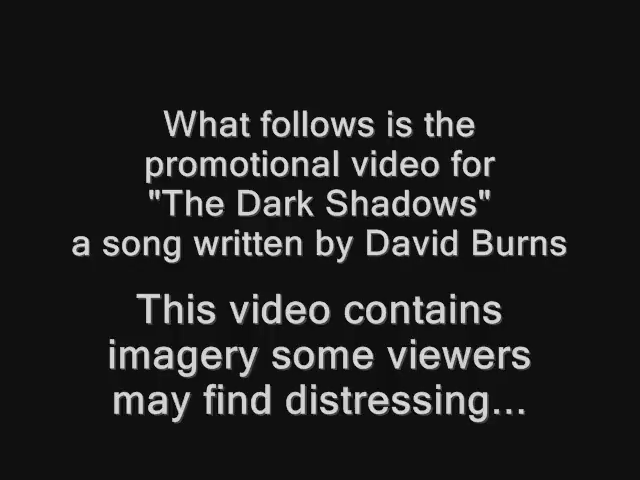 What follows is the
promotional video for
"The Dark Shadows"
a song written by David Burns
This video contains
imagery some viewers
may find distressing...